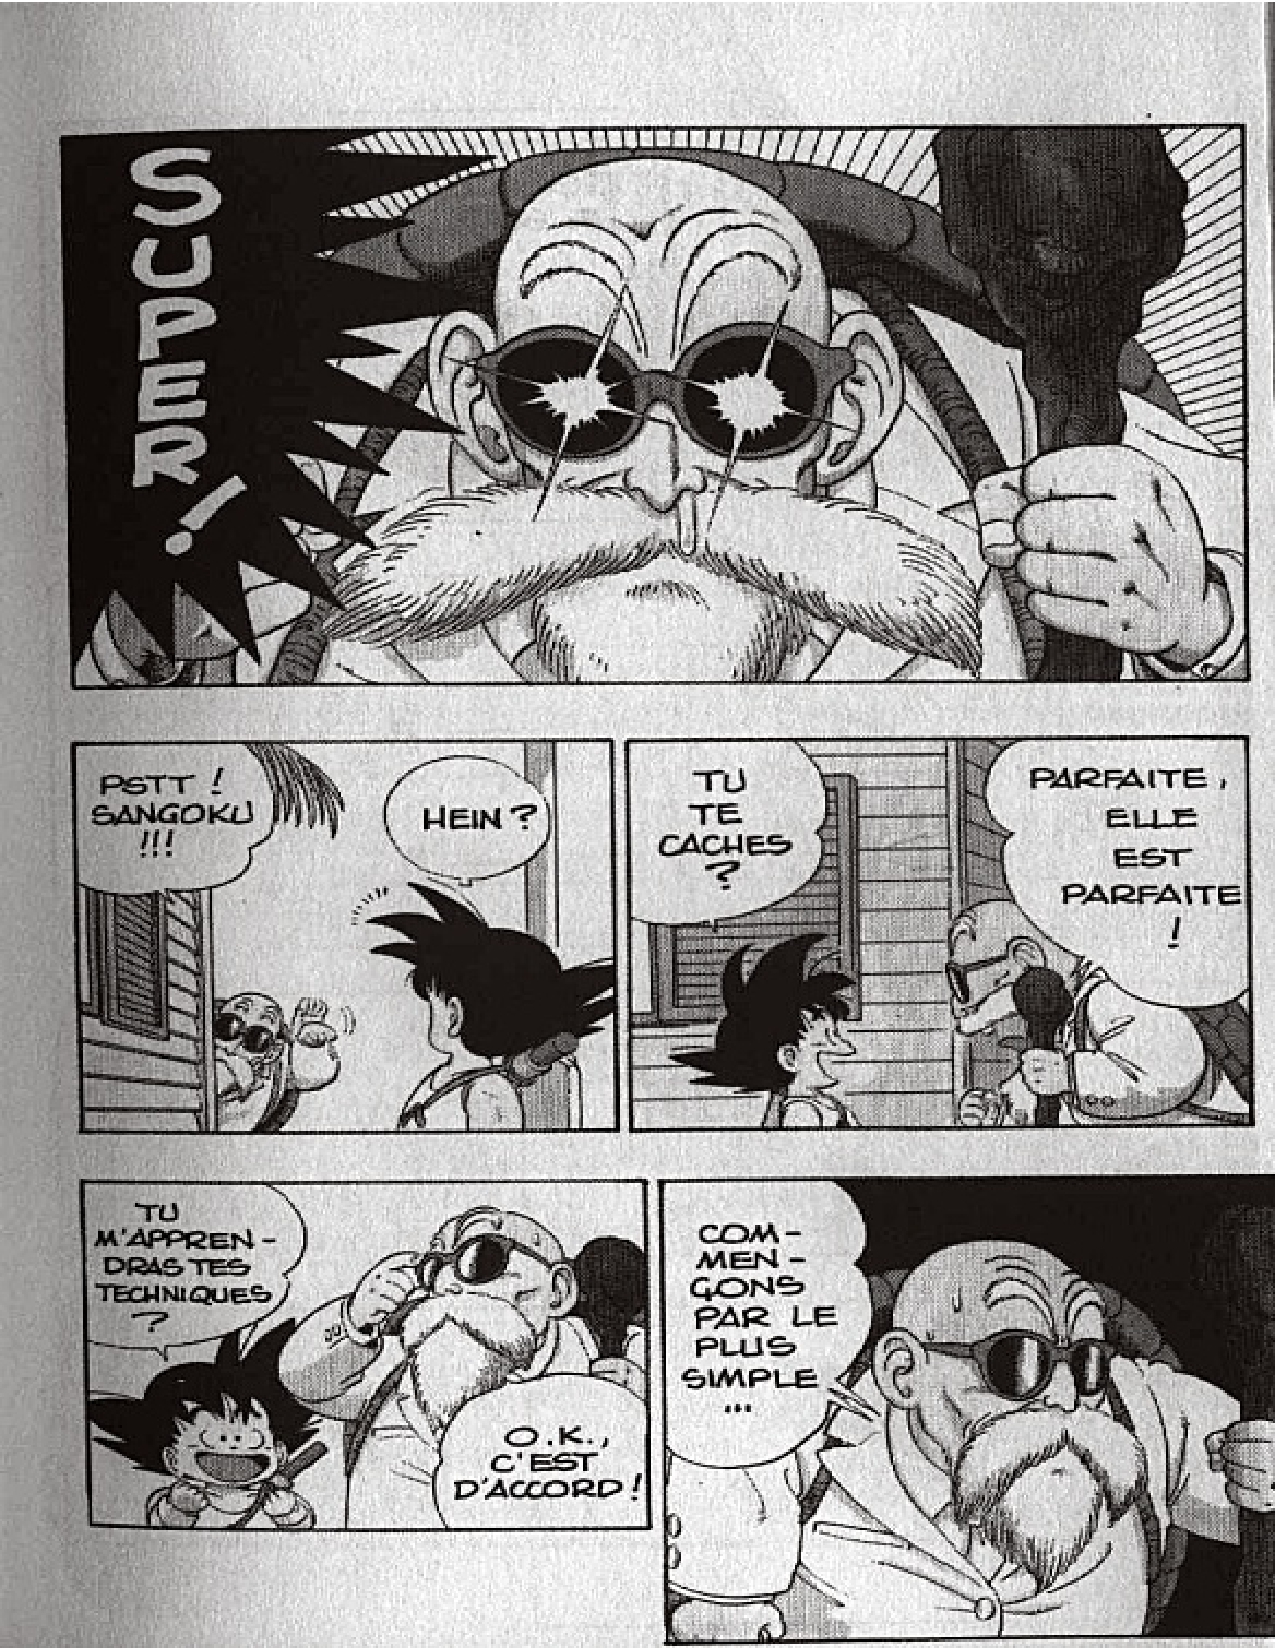 SUPER!
PSTT !
SANGOKU
!!!
HEIN ?
TU
TE
CACHES
?
PARFAITE,
ELLE
EST
PARFAITE
!
TU
M'APPREN-
DRAS TES
TECHNIQUES
?
O.K.,
C'EST
D'ACCORD !
COM-
MEN-
ÇONS
PAR LE
PLUS
SIMPLE
...